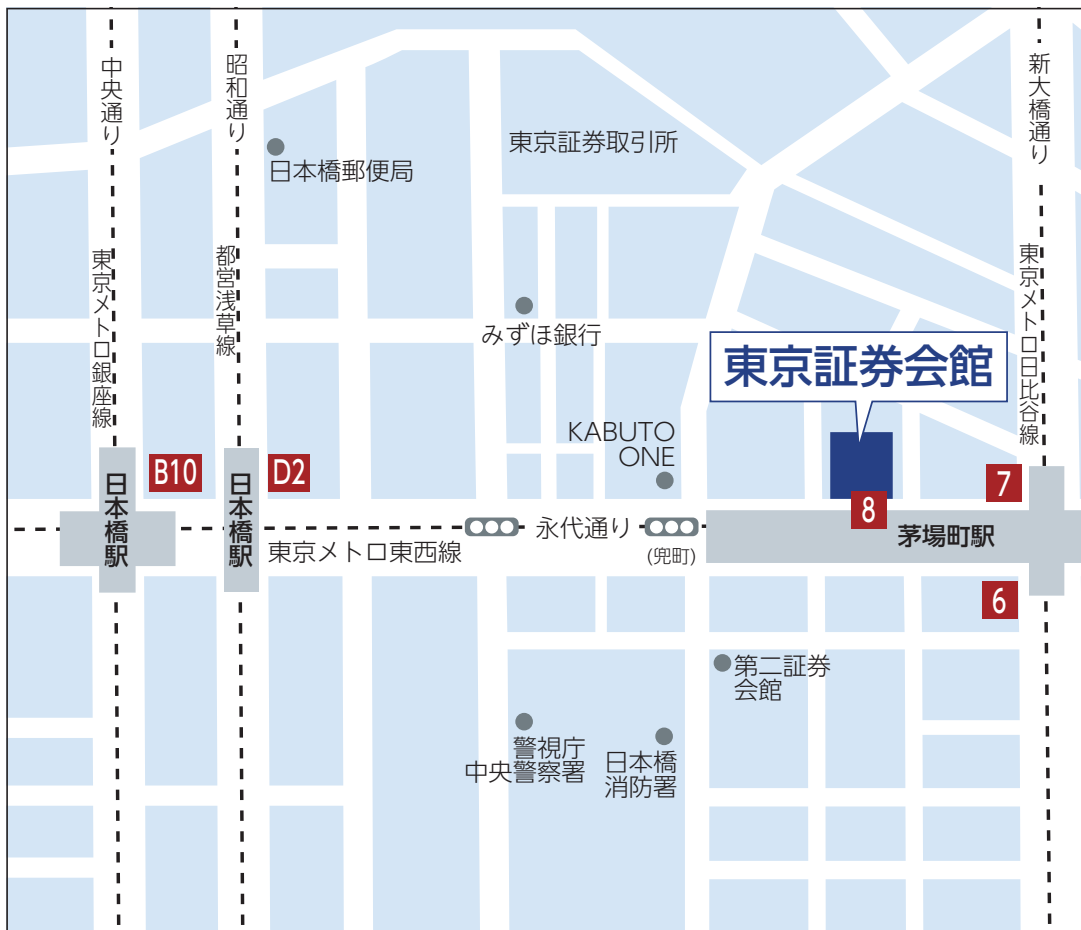 中央通り
昭和通り
新大橋通り
東京証券取引所
日本橋郵便局
東京メトロ銀座線
都営浅草線
東京メトロ日比谷線
みずほ銀行
東京証券会館
KABUTO
ONE
B10
D2
7
8
日本橋駅
日本橋駅
永代通り
茅場町駅
東京メトロ東西線
(兜町)
6
第二証券
会館
警視庁
中央警察署
日本橋
消防署